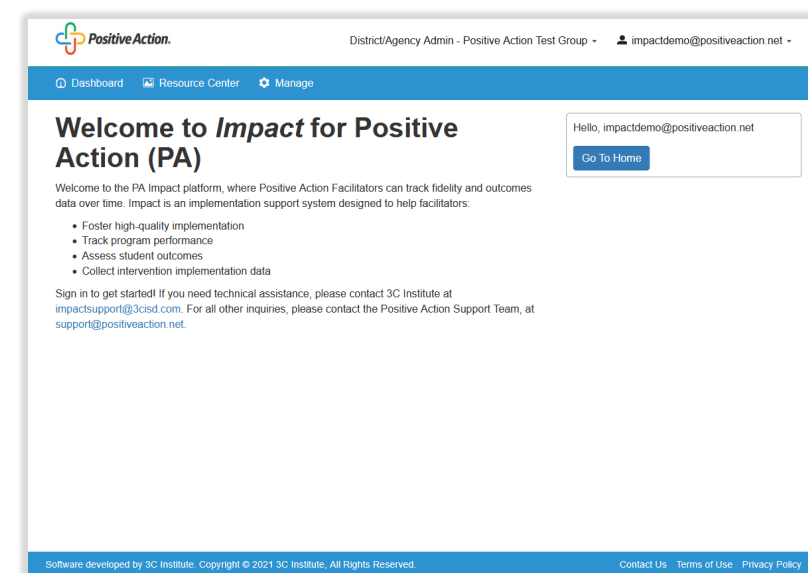 Positive Action.
District/Agency Admin - Positive Action Test Group
impactdemo@positiveaction.net
Dashboard
Resource Center
Manage
Welcome to Impact for Positive
Action (PA)
Welcome to the PA Impact platform, where Positive Action Facilitators can track fidelity and outcomes
data over time. Impact is an implementation support system designed to help facilitators:
• Foster high-quality implementation
• Track program performance
• Assess student outcomes
• Collect intervention implementation data
Sign in to get started! If you need technical assistance, please contact 3C Institute at
impactsupport@3cisd.com. For all other inquiries, please contact the Positive Action Support Team, at
support@positiveaction.net.
Hello, impactdemo@positiveaction.net
Go To Home
Software developed by 3C Institute. Copyright © 2021 3C Institute, All Rights Reserved.
Contact Us
Terms of Use
Privacy Policy